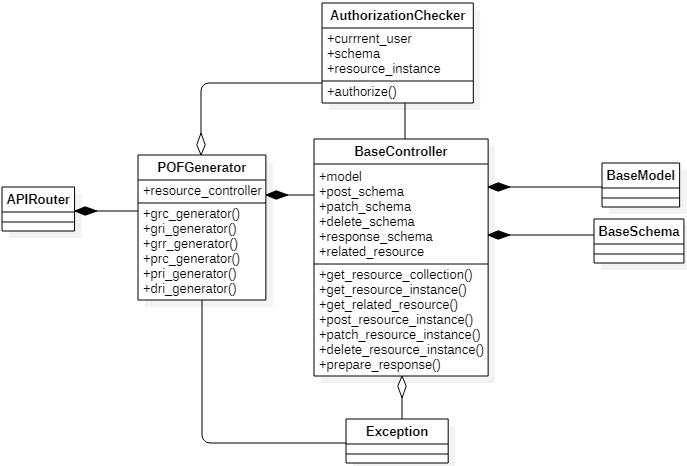 AuthorizationChecker
+currrent_user
+schema
+resource_instance
+authorize()
APIRouter
POFGenerator
+resource_controller
+grc_generator()
+gri_generator()
+grr_generator()
+prc_generator()
+pri_generator()
+dri_generator()
BaseController
+model
+post_schema
+patch_schema
+delete_schema
+response_schema
+related_resource
+get_resource_collection()
+get_resource_instance()
+get_related_resource()
+post_resource_instance()
+patch_resource_instance()
+delete_resource_instance()
+prepare_response()
BaseModel
BaseSchema
Exception